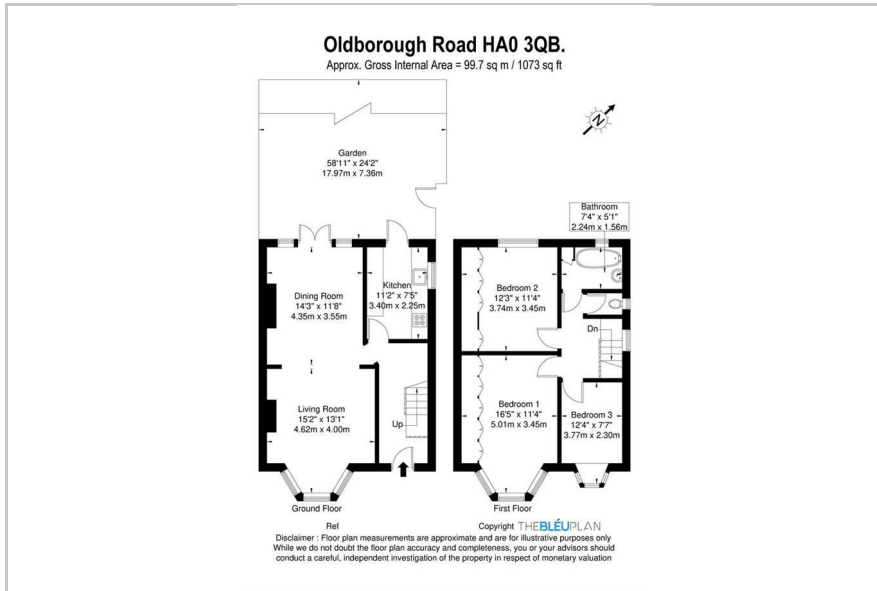 Oldborough Road HA0 3QB.
Approx. Gross Internal Area = 99.7 sq m / 1073 sq ft
N
Garden
58'11" x 24'2"
17.97m x 7.36m
Dining Room
14'3" x 11'8"
4.35m x 3.55m
Kitchen
11'2" x 7'5"
3.40m x 2.25m
Living Room
15'2" x 13'1"
4.62m x 4.00m
Up
Ground Floor
Bathroom
7'4" x 5'1"
2.24m x 1.56m
Bedroom 2
12'3" x 11'4"
3.74m x 3.45m
Dn
Bedroom 1
16'5" x 11'4"
5.01m x 3.45m
Bedroom 3
12'4" x 7'7"
3.77m x 2.30m
First Floor
Ref
Copyright THEBLÉUPLAN
Disclaimer : Floor plan measurements are approximate and are for illustrative purposes only
While we do not doubt the floor plan accuracy and completeness, you or your advisors should
conduct a careful, independent investigation of the property in respect of monetary valuation